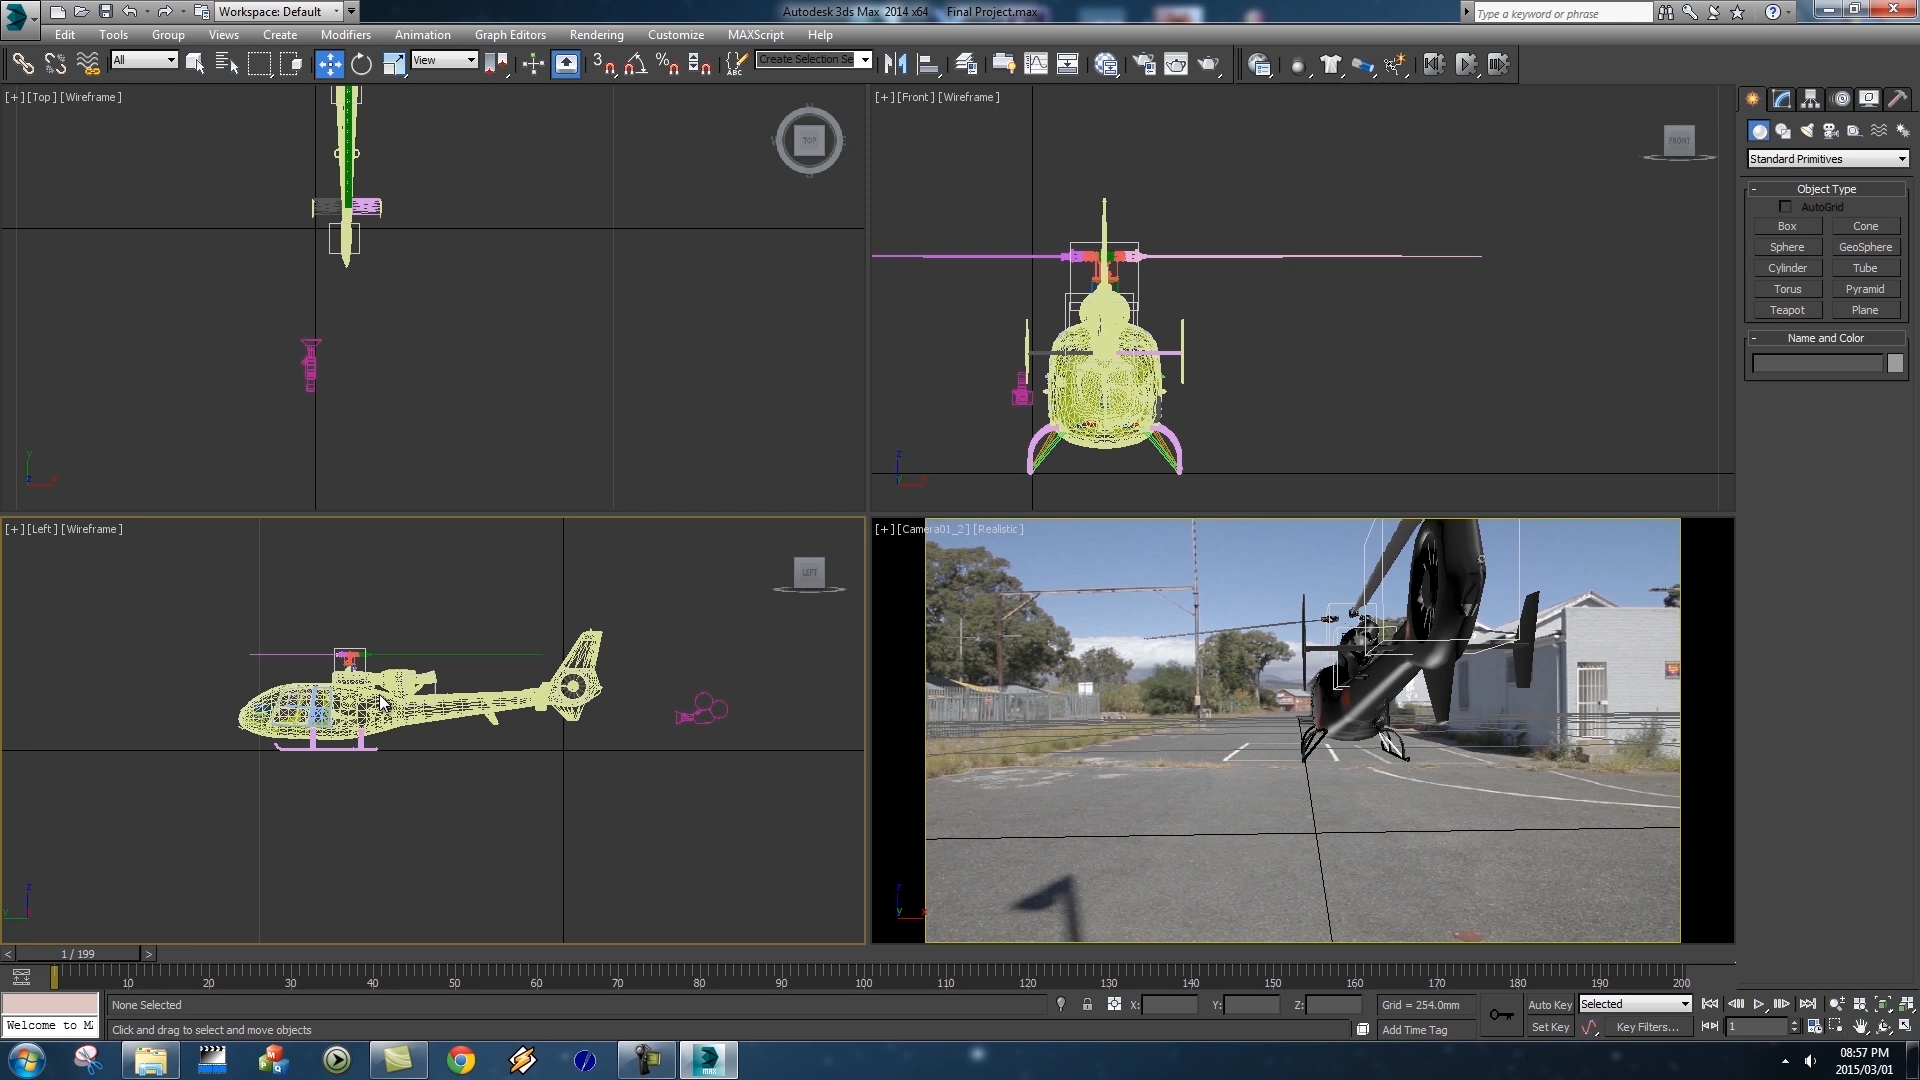 Workspace: Default
Autodesk 3ds Max 2014 x64 Final Project.max
Type a keyword or phrase
Edit Tools Group Views Create Modifiers Animation Graph Editors Rendering Customize MAXScript Help
All View 3 ABC Create Selection Se
[+] [Top] [Wireframe]
TOP
[+] [Front] [Wireframe]
FRONT
Standard Primitives
Object Type
AutoGrid
Box Cone
Sphere GeoSphere
Cylinder Tube
Torus Pyramid
Teapot Plane
Name and Color
[+] [Left] [Wireframe]
LEFT
[+] [Camera01_2] [Realistic]
< 1 / 199 >
10 20 30 40 50 60 70 80 90 100 110 120 130 140 150 160 170 180 190 200
None Selected X: Y: Z: Grid = 254.0mm Auto Key Selected
Welcome to M
Click and drag to select and move objects Add Time Tag Set Key Key Filters... 1
MAX
08:57 PM
2015/03/01